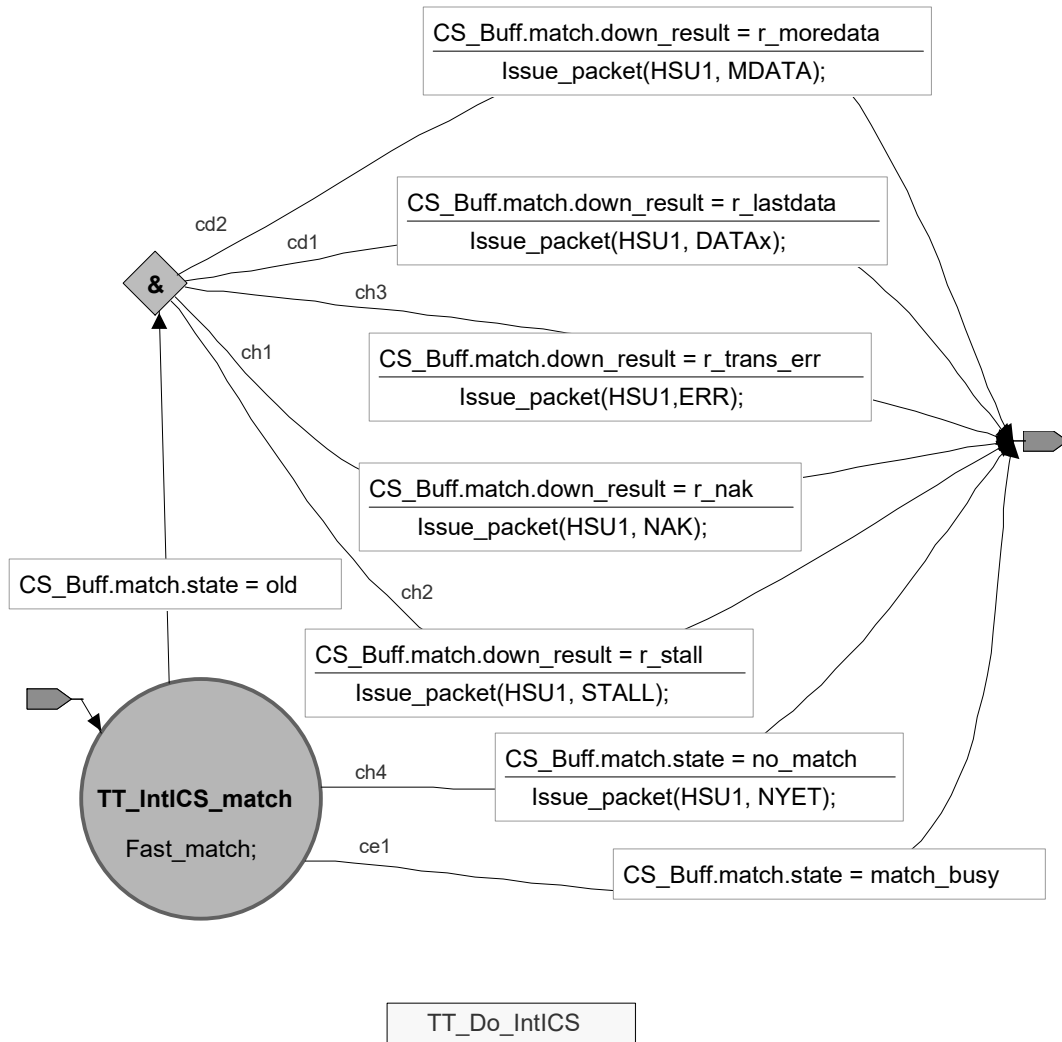 CS_Buff.match.down_result = r_moredata
Issue_packet(HSU1, MDATA);
cd2
CS_Buff.match.down_result = r_lastdata
Issue_packet(HSU1, DATAx);
cd1
&
ch3
CS_Buff.match.down_result = r_trans_err
Issue_packet(HSU1,ERR);
ch1
CS_Buff.match.down_result = r_nak
Issue_packet(HSU1, NAK);
CS_Buff.match.state = old
ch2
CS_Buff.match.down_result = r_stall
Issue_packet(HSU1, STALL);
TT_IntICS_match
Fast_match;
ch4
CS_Buff.match.state = no_match
Issue_packet(HSU1, NYET);
ce1
CS_Buff.match.state = match_busy
TT_Do_IntICS